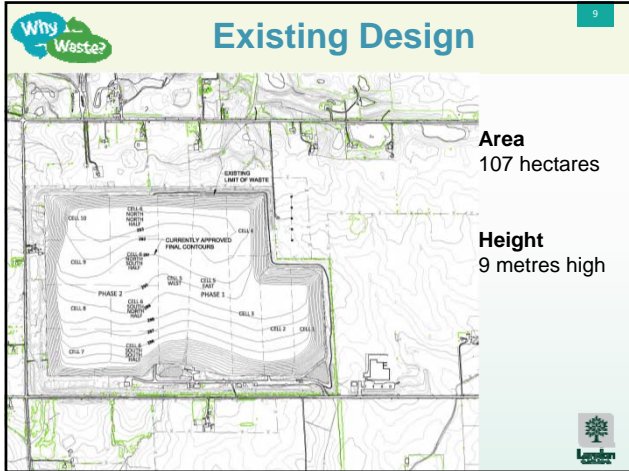 Why
Waste?
Existing Design
9
EXISTING
LIMIT OF WASTE
CELL 10
CELL 6
NORTH
NORTH
HALF
CELL 4
CURRENTLY APPROVED
FINAL CONTOURS
CELL 9
CELL 6
NORTH
SOUTH
HALF
CELL 5
WEST
CELL 5
EAST
PHASE 2
PHASE 1
CELL 8
CELL 6
SOUTH
NORTH
HALF
CELL 3
CELL 2
CELL 1
CELL 7
CELL 6
SOUTH
SOUTH
HALF
Area
107 hectares
Height
9 metres high
London